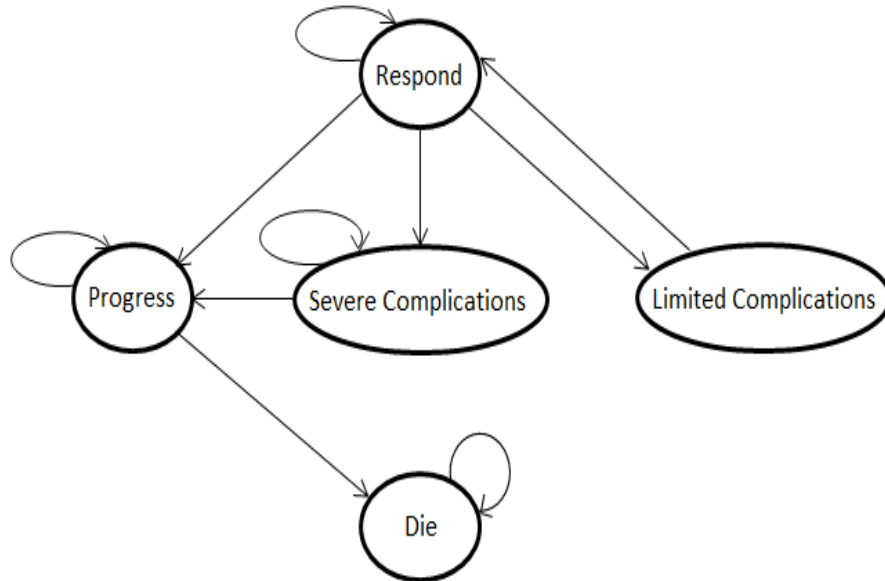 Respond
Progress
Severe Complications
Limited Complications
Die